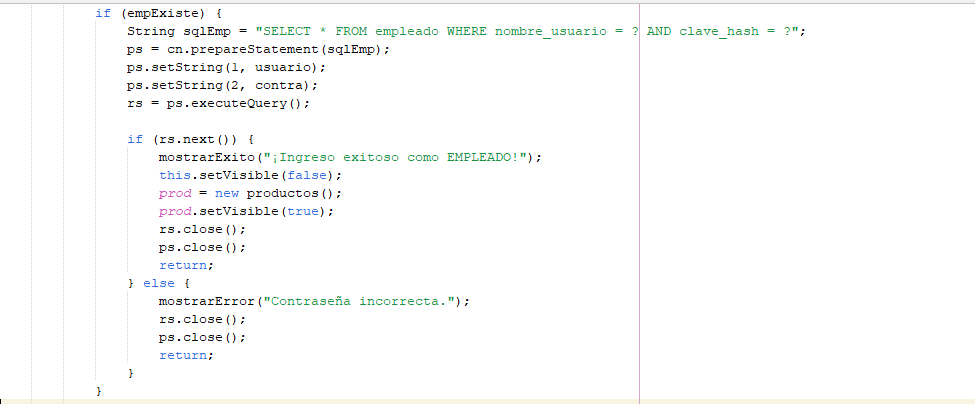 if (empExiste) {
String sqlEmp = "SELECT * FROM empleado WHERE nombre_usuario = ? AND clave_hash = ?";
ps = cn.prepareStatement(sqlEmp);
ps.setString(1, usuario);
ps.setString(2, contra);
rs = ps.executeQuery();
if (rs.next()) {
mostrarExito("¡Ingreso exitoso como EMPLEADO!");
this.setVisible(false);
prod = new productos();
prod.setVisible(true);
rs.close();
ps.close();
return;
} else {
mostrarError("Contraseña incorrecta.");
rs.close();
ps.close();
return;
}
}